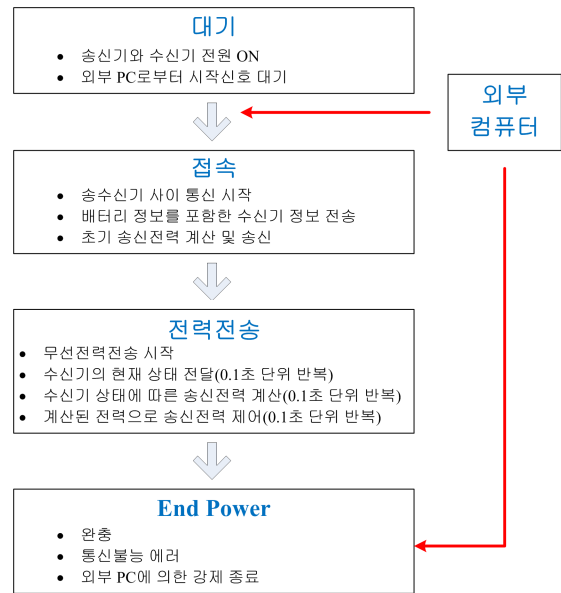 대기
• 송신기와 수신기 전원 ON
• 외부 PC로부터 시작신호 대기
외부
컴퓨터
접속
• 송수신기 사이 통신 시작
• 배터리 정보를 포함한 수신기 정보 전송
• 초기 송신전력 계산 및 송신
전력전송
• 무선전력전송 시작
• 수신기의 현재 상태 전달(0.1초 단위 반복)
• 수신기 상태에 따른 송신전력 계산(0.1초 단위 반복)
• 계산된 전력으로 송신전력 제어(0.1초 단위 반복)
End Power
• 완충
• 통신불능 에러
• 외부 PC에 의한 강제 종료